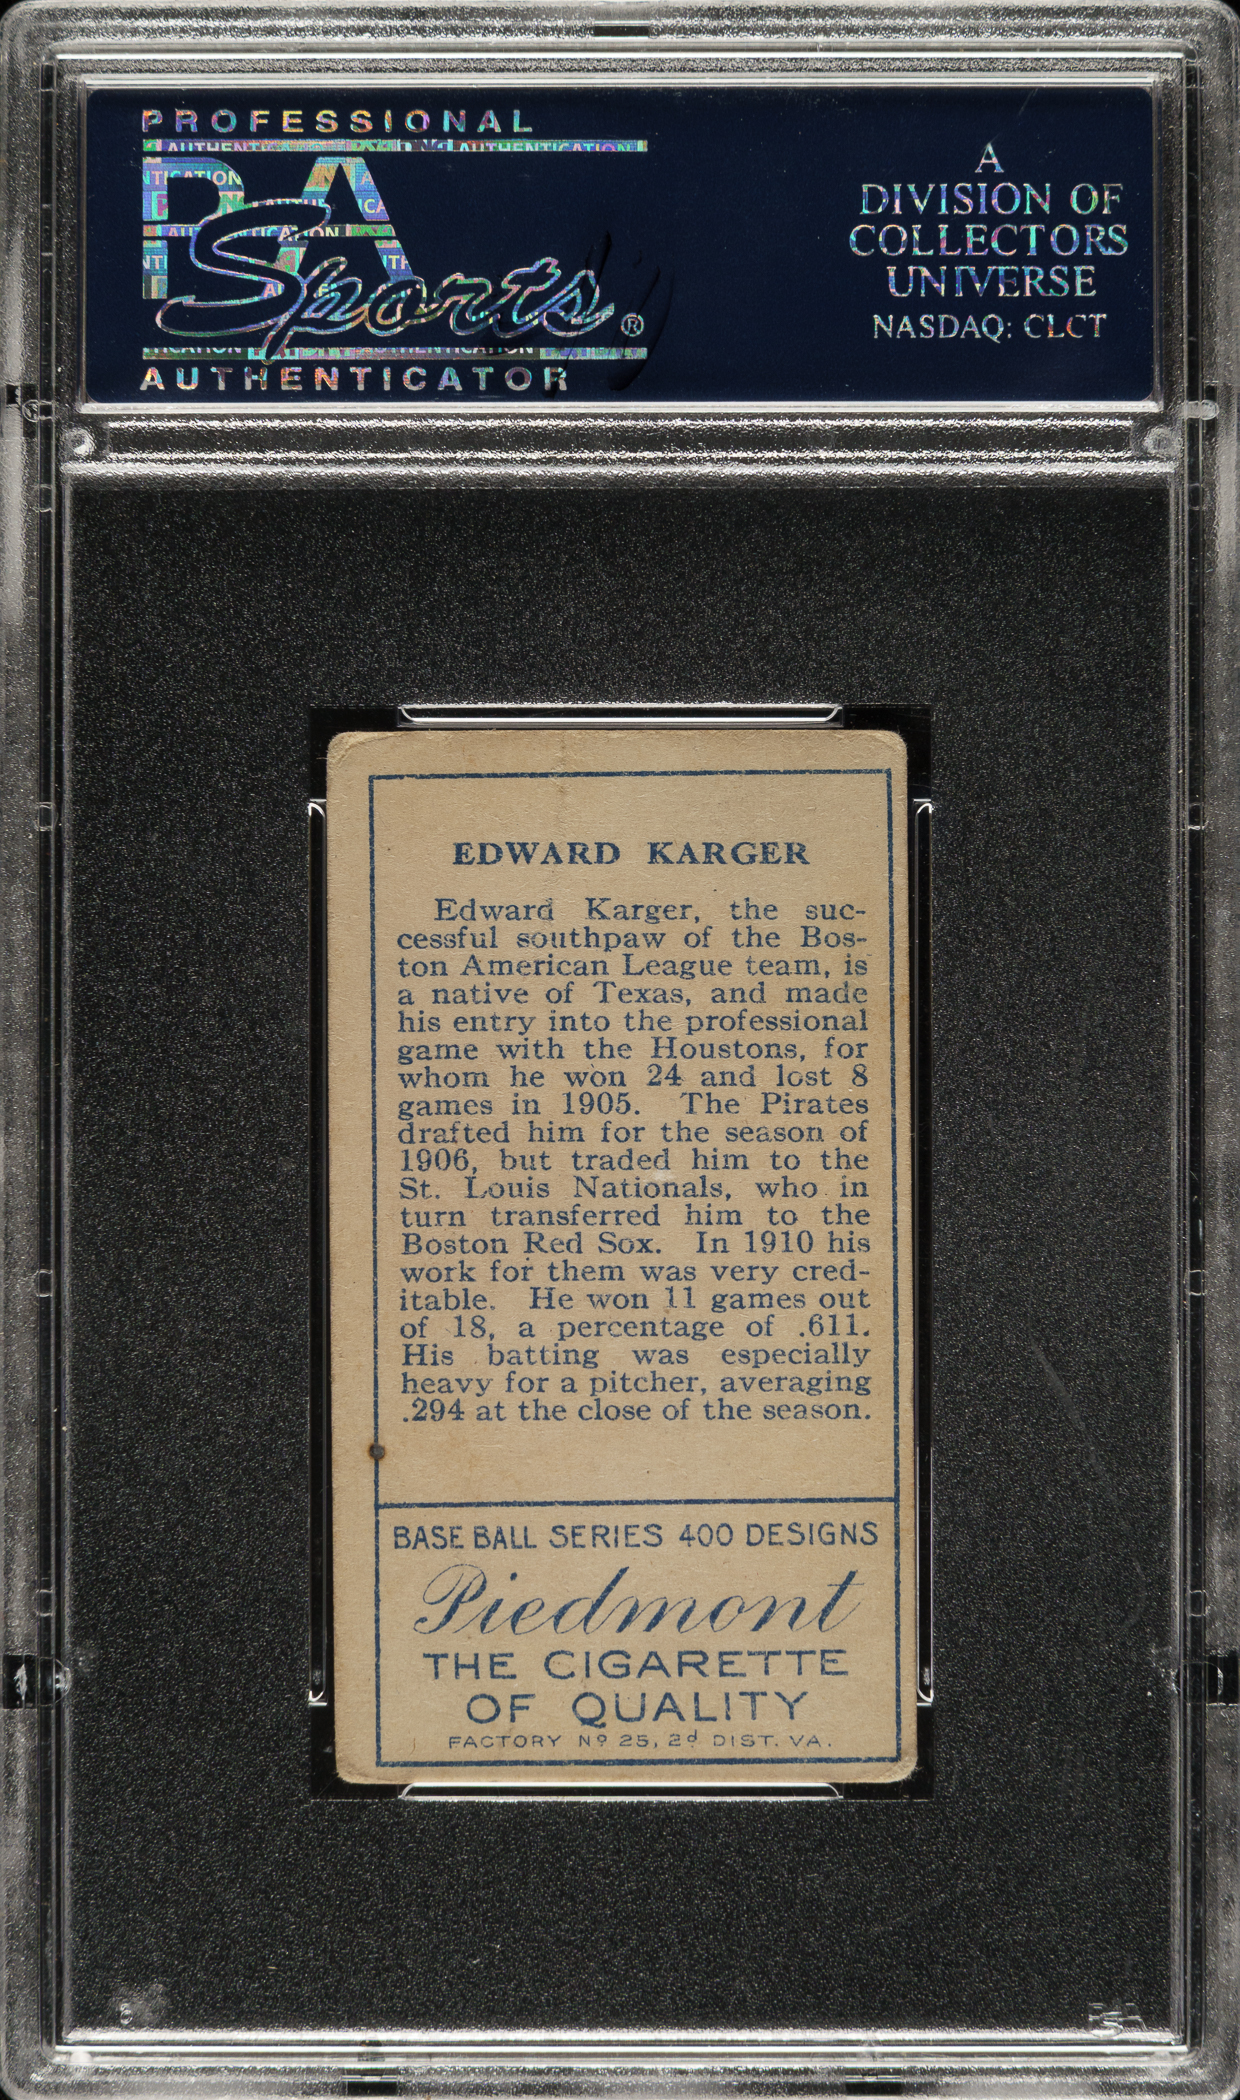 PROFESSIONAL
PSA
Sports®
AUTHENTICATOR
A
DIVISION OF
COLLECTORS
UNIVERSE
NASDAQ: CLCT
EDWARD KARGER
Edward Karger, the suc-
cessful southpaw of the Bos-
ton American League team, is
a native of Texas, and made
his entry into the professional
game with the Houstons, for
whom he won 24 and lost 8
games in 1905. The Pirates
drafted him for the season of
1906, but traded him to the
St. Louis Nationals, who in
turn transferred him to the
Boston Red Sox. In 1910 his
work for them was very cred-
itable. He won 11 games out
of 18, a percentage of .611.
His batting was especially
heavy for a pitcher, averaging
.294 at the close of the season.
BASE BALL SERIES 400 DESIGNS
Piedmont
THE CIGARETTE
OF QUALITY
FACTORY Nº 25, 2d DIST. VA.